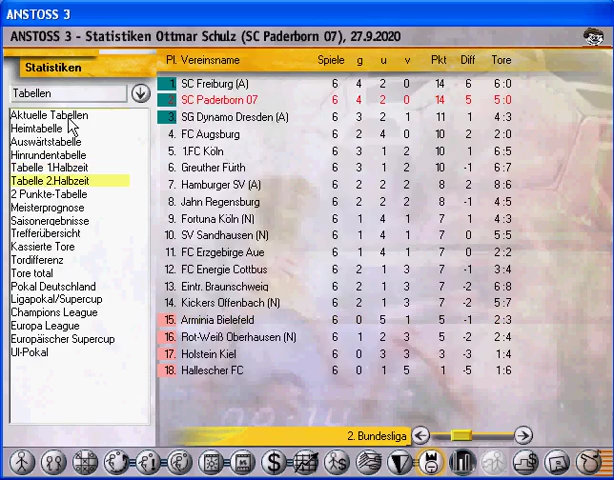 ANSTOSS 3
ANSTOSS 3 - Statistiken Ottmar Schulz (SC Paderborn 07), 27.9.2020
Statistiken
Tabellen
Aktuelle Tabellen
Heimtabelle
Auswärtstabelle
Hinrundentabelle
Tabelle 1.Halbzeit
Tabelle 2.Halbzeit
2 Punkte-Tabelle
Meisterprognose
Saisonergebnisse
Trefferübersicht
Kassierte Tore
Tordifferenz
Tore total
Pokal Deutschland
Ligapokal/Supercup
Champions League
Europa League
Europäischer Supercup
UI-Pokal
Pl. Vereinsname Spiele g u v Pkt Diff Tore
1. SC Freiburg (A) 6 4 2 0 14 6 6:0
2. SC Paderborn 07 6 4 2 0 14 5 5:0
3. SG Dynamo Dresden (A) 6 3 2 1 11 1 4:3
4. FC Augsburg 6 2 4 0 10 2 2:0
5. 1.FC Köln 6 3 1 2 10 1 6:5
6. Greuther Fürth 6 3 1 2 10 -1 6:7
7. Hamburger SV (A) 6 2 2 2 8 2 8:6
8. Jahn Regensburg 6 2 2 2 8 -1 4:5
9. Fortuna Köln (N) 6 1 4 1 7 1 4:3
10. SV Sandhausen (N) 6 1 4 1 7 0 5:5
11. FC Erzgebirge Aue 6 1 4 1 7 0 2:2
12. FC Energie Cottbus 6 2 1 3 7 -1 3:4
13. Eintr. Braunschweig 6 2 1 3 7 -2 6:8
14. Kickers Offenbach (N) 6 2 1 3 7 -2 5:7
15. Arminia Bielefeld 6 0 5 1 5 -1 2:3
16. Rot-Weiß Oberhausen (N) 6 1 2 3 5 -2 2:4
17. Holstein Kiel 6 0 3 3 3 -3 1:4
18. Hallescher FC 6 0 1 5 1 -5 1:6
2. Bundesliga